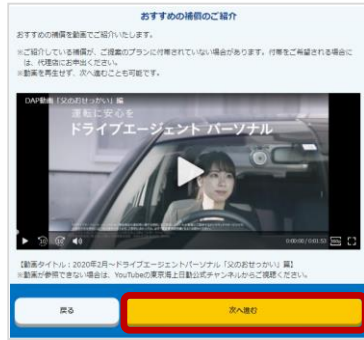 おすすめの補償のご紹介
おすすめの補償を動画でご紹介いたします。
※ご紹介している補償が、ご提案のプランに付帯されていない場合があります。付帯をご希望される場合に
は、代理店にお申出ください。
※動画を再生せず、次へ進むことも可能です。
DAP動画「父のおせっかい」編
運転に安心を
ドライブエージェント パーソナル
0:00:00 / 0:01:53
【動画タイトル：2020年2月～ドライブエージェントパーソナル「父のおせっかい」篇】
※動画が参照できない場合は、YouTubeの東京海上日動公式チャンネルからご視聴ください。
戻る
次へ進む